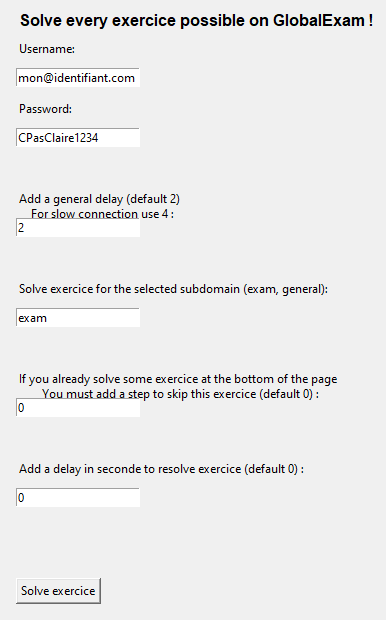 Solve every exercice possible on GlobalExam !
Username:
mon@identifiant.com
Password:
CPasClaire1234
Add a general delay (default 2)
For slow connection use 4 :
2
Solve exercice for the selected subdomain (exam, general):
exam
If you already solve some exercice at the bottom of the page
You must add a step to skip this exercice (default 0) :
0
Add a delay in seconde to resolve exercice (default 0) :
0
Solve exercice